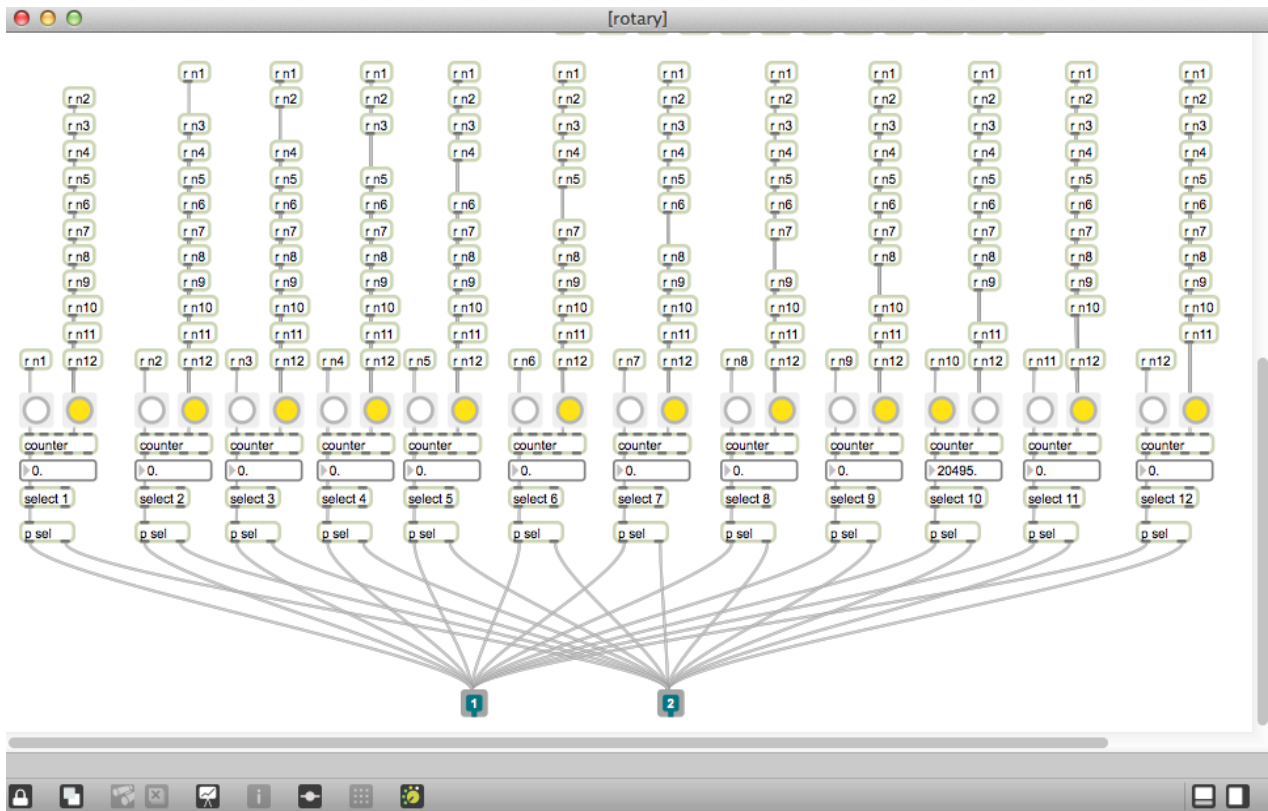 [rotary]
r n1 r n1 r n1 r n1 r n1 r n1 r n1 r n1 r n1 r n1 r n1
r n2 r n2 r n2 r n2 r n2 r n2 r n2 r n2 r n2 r n2 r n2
r n3 r n3 r n3 r n3 r n3 r n3 r n3 r n3 r n3 r n3 r n3
r n4 r n4 r n4 r n4 r n4 r n4 r n4 r n4 r n4 r n4 r n4
r n5 r n5 r n5 r n5 r n5 r n5 r n5 r n5 r n5 r n5 r n5
r n6 r n6 r n6 r n6 r n6 r n6 r n6 r n6 r n6 r n6 r n6
r n7 r n7 r n7 r n7 r n7 r n7 r n7 r n7 r n7 r n7 r n7
r n8 r n8 r n8 r n8 r n8 r n8 r n8 r n8 r n8 r n8 r n8
r n9 r n9 r n9 r n9 r n9 r n9 r n9 r n9 r n9 r n9 r n9
r n10 r n10 r n10 r n10 r n10 r n10 r n10 r n10 r n10 r n10 r n10
r n11 r n11 r n11 r n11 r n11 r n11 r n11 r n11 r n11 r n11 r n11
r n1 r n12 r n2 r n12 r n3 r n12 r n4 r n12 r n5 r n12 r n6 r n12 r n7 r n12 r n8 r n12 r n9 r n12 r n10 r n12 r n11 r n12 r n12
counter counter counter counter counter counter counter counter counter counter counter counter
0. 0. 0. 0. 0. 0. 0. 0. 0. 20495. 0. 0.
select 1 select 2 select 3 select 4 select 5 select 6 select 7 select 8 select 9 select 10 select 11 select 12
p sel p sel p sel p sel p sel p sel p sel p sel p sel p sel p sel p sel
1 2